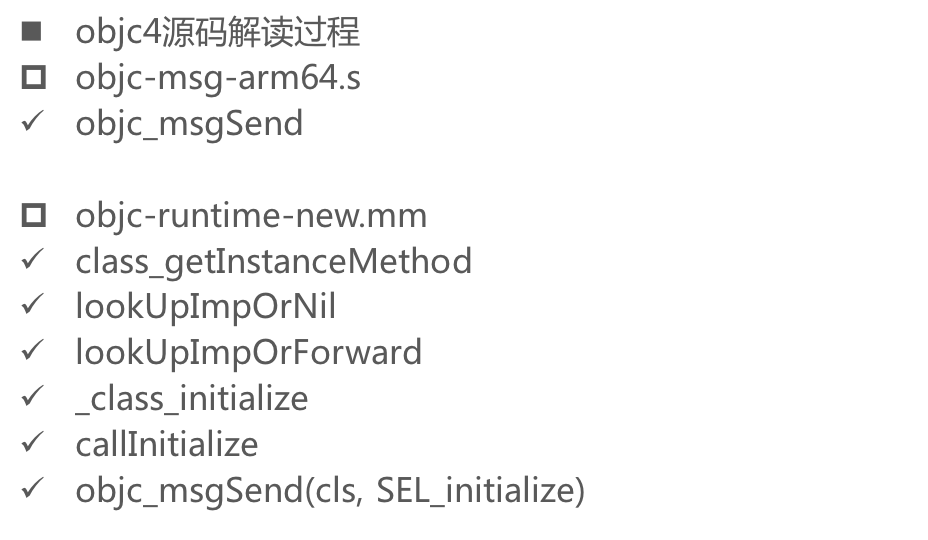 objc4源码解读过程
objc-msg-arm64.s
objc_msgSend
objc-runtime-new.mm
class_getInstanceMethod
lookUpImpOrNil
lookUpImpOrForward
_class_initialize
callInitialize
objc_msgSend(cls, SEL_initialize)